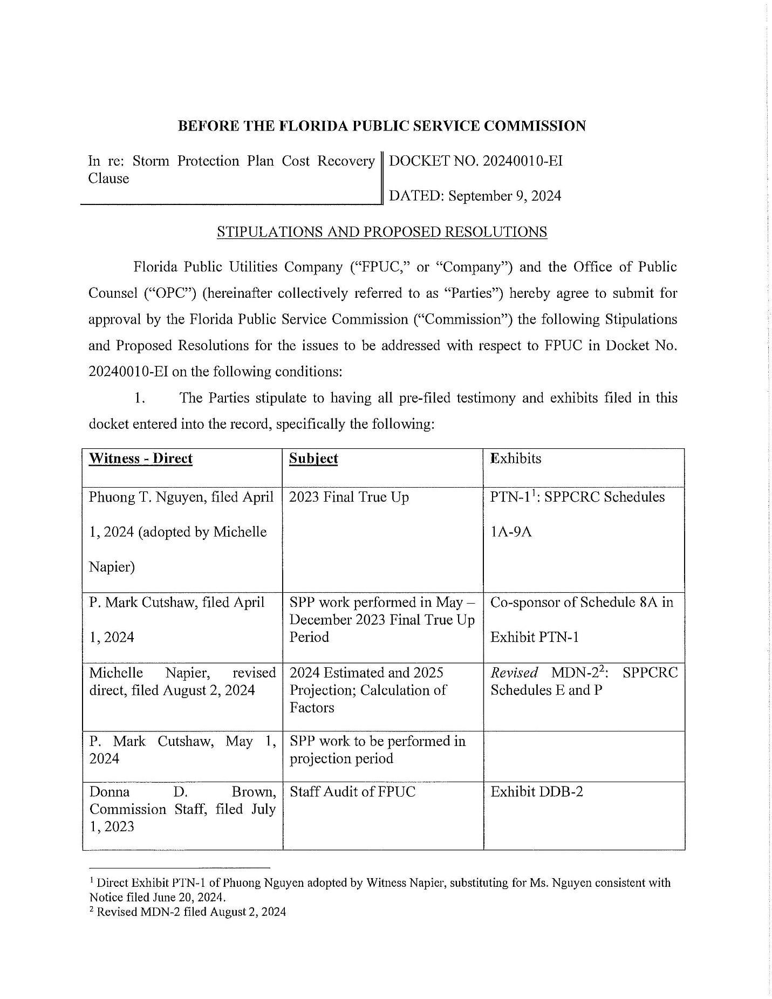 BEFORE THE FLORIDA PUBLIC SERVICE COMMISSION
In re: Storm Protection Plan Cost Recovery
Clause
DOCKET NO. 20240010-EI
DATED: September 9, 2024
STIPULATIONS AND PROPOSED RESOLUTIONS
Florida Public Utilities Company (“FPUC,” or “Company”) and the Office of Public
Counsel (“OPC”) (hereinafter collectively referred to as “Parties”) hereby agree to submit for
approval by the Florida Public Service Commission (“Commission”) the following Stipulations
and Proposed Resolutions for the issues to be addressed with respect to FPUC in Docket No.
20240010-EI on the following conditions:
1. The Parties stipulate to having all pre-filed testimony and exhibits filed in this
docket entered into the record, specifically the following:
Witness - Direct
Subject
Exhibits
Phuong T. Nguyen, filed April
1, 2024 (adopted by Michelle
Napier)
2023 Final True Up
PTN-1¹: SPPCRC Schedules
1A-9A
P. Mark Cutshaw, filed April
1, 2024
SPP work performed in May –
December 2023 Final True Up
Period
Co-sponsor of Schedule 8A in
Exhibit PTN-1
Michelle Napier, revised
direct, filed August 2, 2024
2024 Estimated and 2025
Projection; Calculation of
Factors
Revised MDN-2²: SPPCRC
Schedules E and P
P. Mark Cutshaw, May 1,
2024
SPP work to be performed in
projection period
Donna D. Brown,
Commission Staff, filed July
1, 2023
Staff Audit of FPUC
Exhibit DDB-2
¹ Direct Exhibit PTN-1 of Phuong Nguyen adopted by Witness Napier, substituting for Ms. Nguyen consistent with
Notice filed June 20, 2024.
² Revised MDN-2 filed August 2, 2024